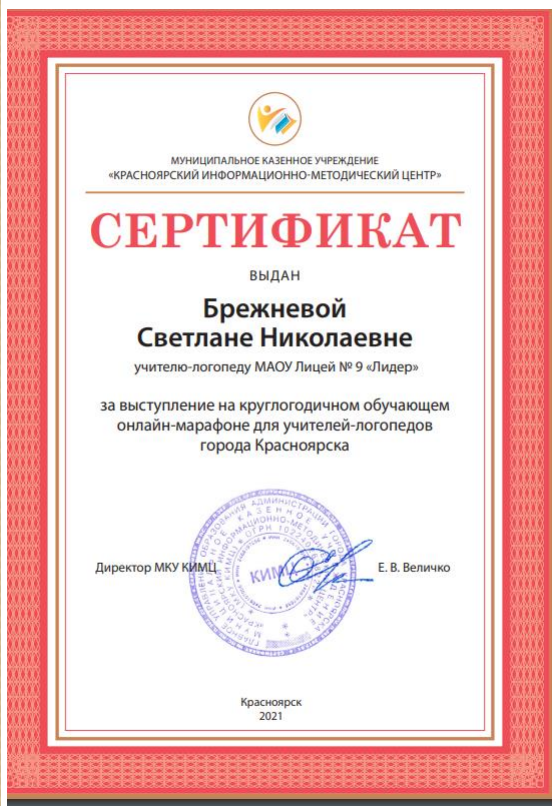 МУНИЦИПАЛЬНОЕ КАЗЕННОЕ УЧРЕЖДЕНИЕ
«КРАСНОЯРСКИЙ ИНФОРМАЦИОННО-МЕТОДИЧЕСКИЙ ЦЕНТР»
СЕРТИФИКАТ
ВЫДАН
Брежневой
Светлане Николаевне
учителю-логопеду МАОУ Лицей № 9 «Лидер»
за выступление на круглогодичном обучающем
онлайн-марафоне для учителей-логопедов
города Красноярска
Директор МКУ КИМЦ
Е. В. Величко
Красноярск
2021